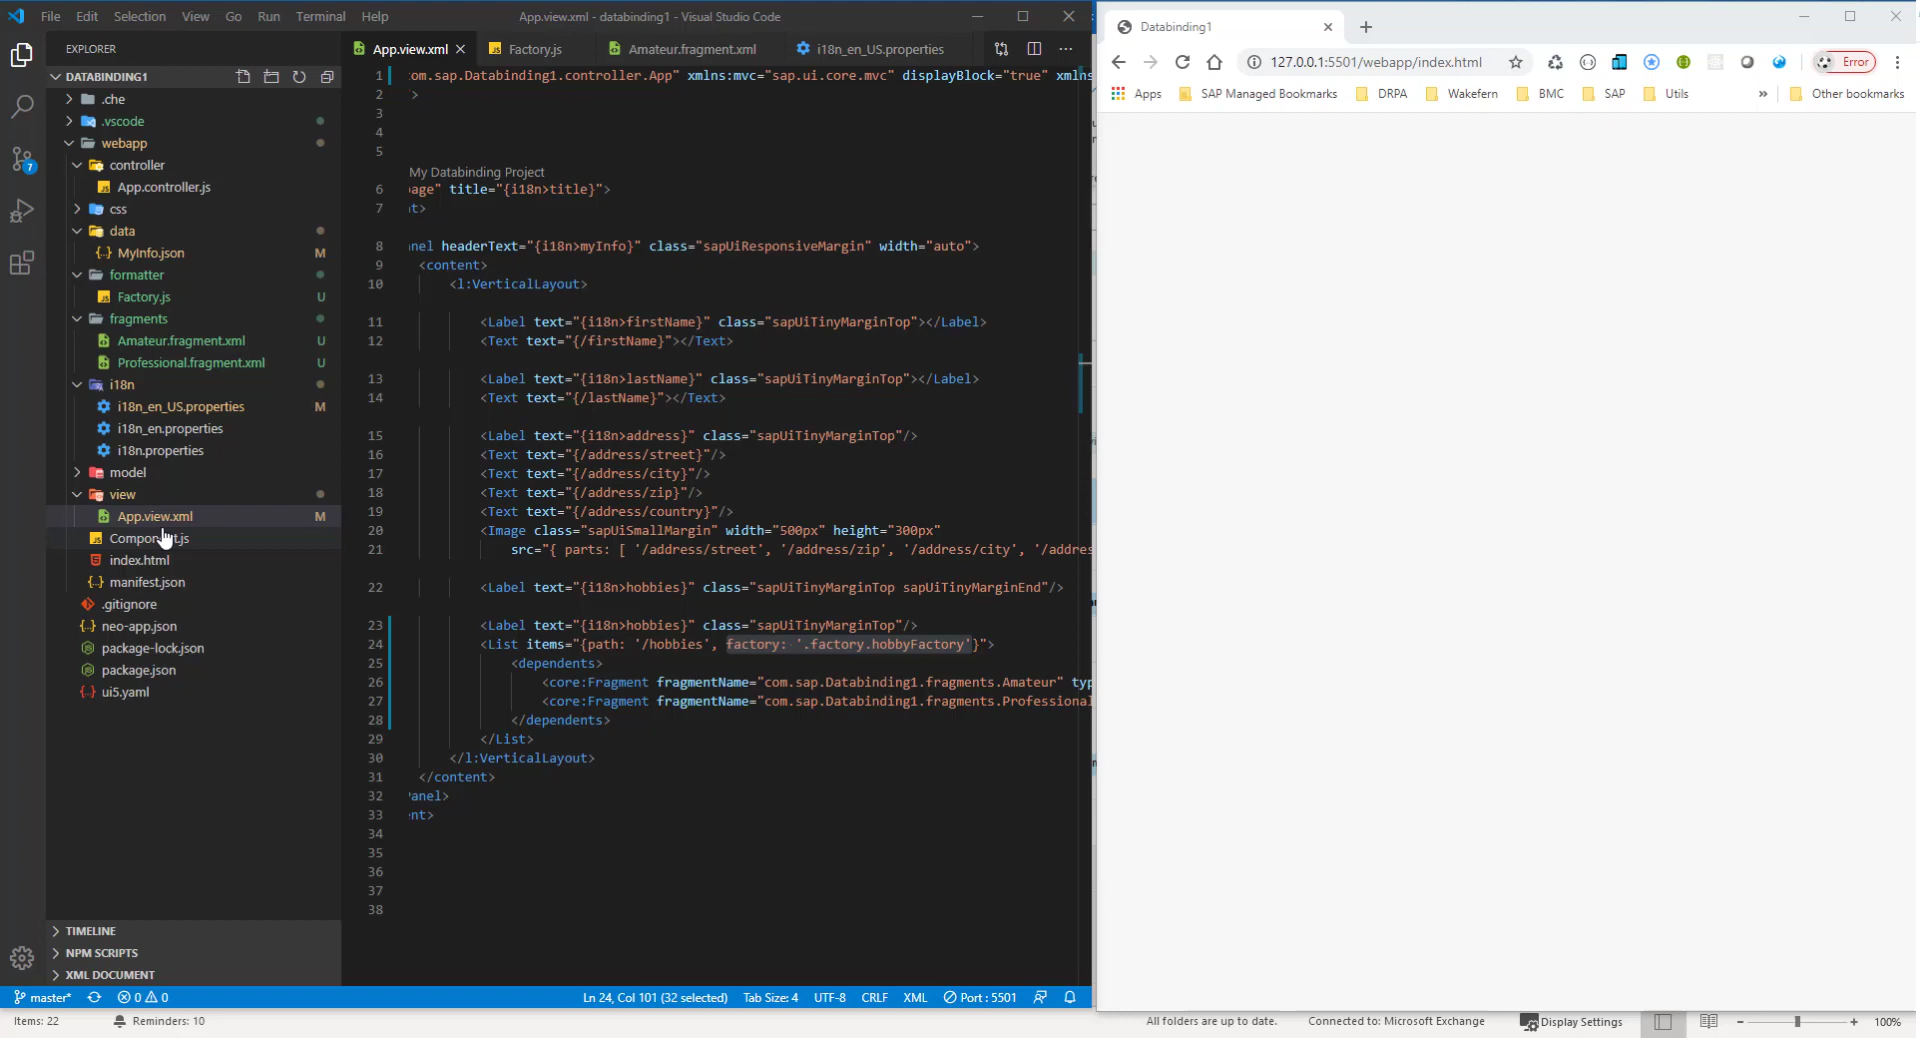 File Edit Selection View Go Run Terminal Help
App.view.xml - databinding1 - Visual Studio Code
EXPLORER
DATABINDING1
.che
.vscode
webapp
controller
App.controller.js
css
data
MyInfo.json M
formatter
Factory.js U
fragments
Amateur.fragment.xml U
Professional.fragment.xml U
i18n
i18n_en_US.properties M
i18n_en.properties
i18n.properties
model
view
App.view.xml M
index.html
manifest.json
.gitignore
neo-app.json
package-lock.json
package.json
ui5.yaml
TIMELINE
NPM SCRIPTS
XML DOCUMENT
7
App.view.xml Factory.js Amateur.fragment.xml i18n_en_US.properties
1 om.sap.Databinding1.controller.App" xmlns:mvc="sap.ui.core.mvc" displayBlock="true" xmlns
2 >
3
4
5
My Databinding Project
6 page" title="{i18n>title}">
7 nt>
8 anel headerText="{i18n>myInfo}" class="sapUiResponsiveMargin" width="auto">
9 <content>
10 <l:VerticalLayout>
11 <Label text="{i18n>firstName}" class="sapUiTinyMarginTop"></Label>
12 <Text text="{/firstName}"></Text>
13 <Label text="{i18n>lastName}" class="sapUiTinyMarginTop"></Label>
14 <Text text="{/lastName}"></Text>
15 <Label text="{i18n>address}" class="sapUiTinyMarginTop"/>
16 <Text text="{/address/street}"/>
17 <Text text="{/address/city}"/>
18 <Text text="{/address/zip}"/>
19 <Text text="{/address/country}"/>
20 <Image class="sapUiSmallMargin" width="500px" height="300px"
21 src="{ parts: [ '/address/street', '/address/zip', '/address/city', '/addres
22 <Label text="{i18n>hobbies}" class="sapUiTinyMarginTop sapUiTinyMarginEnd"/>
23 <Label text="{i18n>hobbies}" class="sapUiTinyMarginTop"/>
24 <List items="{path: '/hobbies', factory: '.factory.hobbyFactory'}">
25 <dependents>
26 <core:Fragment fragmentName="com.sap.Databinding1.fragments.Amateur" typ
27 <core:Fragment fragmentName="com.sap.Databinding1.fragments.Professional
28 </dependents>
29 </List>
30 </l:VerticalLayout>
31 </content>
32 Panel>
33 ent>
34
35
36
37
38
master* 0 0 Ln 24, Col 101 (32 selected) Tab Size: 4 UTF-8 CRLF XML Port : 5501
Databinding1
127.0.0.1:5501/webapp/index.html Error
Apps SAP Managed Bookmarks DRPA Wakefern BMC SAP Utils » Other bookmarks
Items: 22 Reminders: 10 All folders are up to date. Connected to: Microsoft Exchange Display Settings 100%